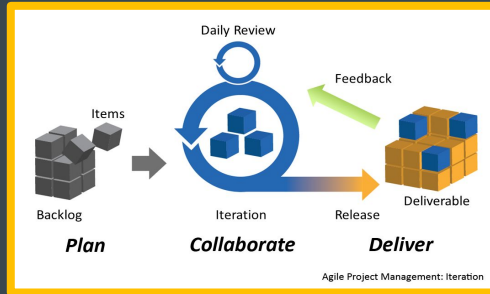 Daily Review
Feedback
Items
Backlog
Iteration
Release
Deliverable
Plan
Collaborate
Deliver
Agile Project Management: Iteration